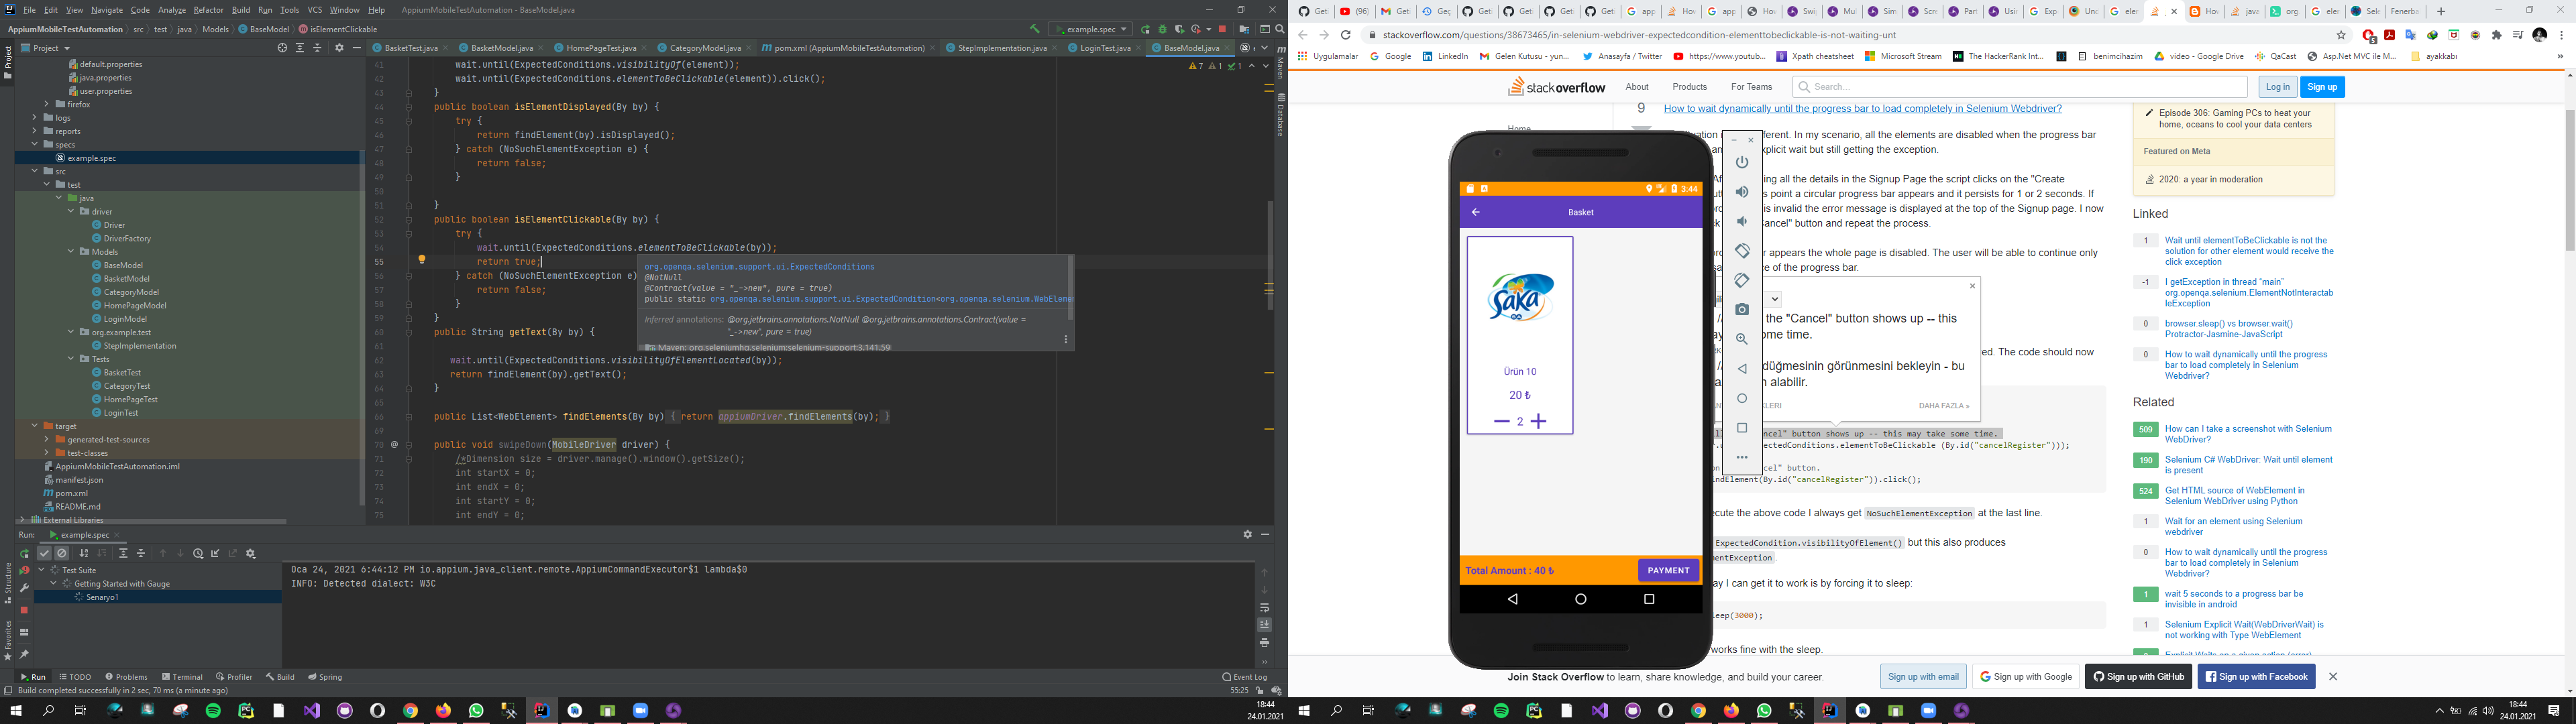 File Edit View Navigate Code Analyze Refactor Build Run Tools VCS Window Help AppiumMobileTestAutomation - BaseModel.java
AppiumMobileTestAutomation src test java Models BaseModel isElementClickable example.spec
Project
BasketTest.java BasketModel.java HomePageTest.java CategoryModel.java pom.xml (AppiumMobileTestAutomation) StepImplementation.java LoginTest.java BaseModel.java
default.properties
java.properties
user.properties
firefox
logs
reports
specs
example.spec
src
test
java
driver
Driver
DriverFactory
Models
BaseModel
BasketModel
CategoryModel
HomePageModel
LoginModel
org.example.test
StepImplementation
Tests
BasketTest
CategoryTest
HomePageTest
LoginTest
target
generated-test-sources
test-classes
AppiumMobileTestAutomation.iml
manifest.json
pom.xml
README.md
External Libraries
7 1 1
41 wait.until(ExpectedConditions.visibilityOf(element));
42 wait.until(ExpectedConditions.elementToBeClickable(element)).click();
43 }
44 public boolean isElementDisplayed(By by) {
45 try {
46 return findElement(by).isDisplayed();
47 } catch (NoSuchElementException e) {
48 return false;
49 }
50
51 }
52 public boolean isElementClickable(By by) {
53 try {
54 wait.until(ExpectedConditions.elementToBeClickable(by));
55 return true;
56 } catch (NoSuchElementException e)
57 return false;
58 }
59 }
60 public String getText(By by) {
61
62 wait.until(ExpectedConditions.visibilityOfElementLocated(by));
63 return findElement(by).getText();
64 }
65
66 public List<WebElement> findElements(By by) { return appiumDriver.findElements(by); }
69
70 @ public void swipeDown(MobileDriver driver) {
71 /*Dimension size = driver.manage().window().getSize();
72 int startX = 0;
73 int endX = 0;
74 int startY = 0;
75 int endY = 0;
org.openqa.selenium.support.ui.ExpectedConditions
@NotNull
@Contract(value = "_->new", pure = true)
public static org.openqa.selenium.support.ui.ExpectedCondition<org.openqa.selenium.WebElemen
Inferred annotations: @org.jetbrains.annotations.NotNull @org.jetbrains.annotations.Contract(value =
"_->new", pure = true)
Maven: org.seleniumhq.selenium:selenium-support:3.141.59
Maven
Database
Structure
Favorites
Run: example.spec
Test Suite
Getting Started with Gauge
Senaryo1
Oca 24, 2021 6:44:12 PM io.appium.java_client.remote.AppiumCommandExecutor$1 lambda$0
INFO: Detected dialect: W3C
Run TODO Problems Terminal Profiler Build Spring Event Log
Build completed successfully in 2 sec, 70 ms (a minute ago) 55:25
18:44
24.01.2021
stackoverflow.com/questions/38673465/in-selenium-webdriver-expectedcondition-elementtobeclickable-is-not-waiting-unt
Uygulamalar Google LinkedIn Gelen Kutusu - yun... Anasayfa / Twitter https://www.youtub... Xpath cheatsheet Microsoft Stream The HackerRank Int... benimcihazim video - Google Drive QaCast Asp.Net MVC ile M... ayakkabı
stackoverflow About Products For Teams Search... Log in Sign up
Home
9 How to wait dynamically until the progress bar to load completely in Selenium Webdriver?
fferent. In my scenario, all the elements are disabled when the progress bar
xplicit wait but still getting the exception.
ing all the details in the Signup Page the script clicks on the "Create
s point a circular progress bar appears and it persists for 1 or 2 seconds. If
is invalid the error message is displayed at the top of the Signup page. I now
Cancel" button and repeat the process.
r appears the whole page is disabled. The user will be able to continue only
e of the progress bar.
the "Cancel" button shows up -- this
ome time.
düğmesinin görünmesini bekleyin - bu
alabilir.
DAHA FAZLA »
ed. The code should now
ncel" button shows up -- this may take some time.
pectedConditions.elementToBeClickable (By.id("cancelRegister")));
cel" button.
indElement(By.id("cancelRegister")).click();
ecute the above code I always get NoSuchElementException at the last line.
ExpectedCondition.visibilityOfElement() but this also produces
mentException.
ay I can get it to work is by forcing it to sleep:
leep(3000);
works fine with the sleep.
3:44
Basket
Saka
Ürün 10
20 ₺
2
Total Amount : 40 ₺ PAYMENT
Episode 306: Gaming PCs to heat your
home, oceans to cool your data centers
Featured on Meta
2020: a year in moderation
Linked
1 Wait until elementToBeClickable is not the
solution for other element would receive the
click exception
-1 I getException in thread "main"
org.openqa.selenium.ElementNotInteractab
leException
0 browser.sleep() vs browser.wait()
Protractor-Jasmine-JavaScript
0 How to wait dynamically until the progress
bar to load completely in Selenium
Webdriver?
Related
509 How can I take a screenshot with Selenium
WebDriver?
190 Selenium C# WebDriver: Wait until element
is present
524 Get HTML source of WebElement in
Selenium WebDriver using Python
1 Wait for an element using Selenium
webdriver
0 How to wait dynamically until the progress
bar to load completely in Selenium
Webdriver?
1 wait 5 seconds to a progress bar be
invisible in android
1 Selenium Explicit Wait(WebDriverWait) is
not working with Type WebElement
Join Stack Overflow to learn, share knowledge, and build your career. Sign up with email Sign up with Google Sign up with GitHub Sign up with Facebook
18:44
24.01.2021